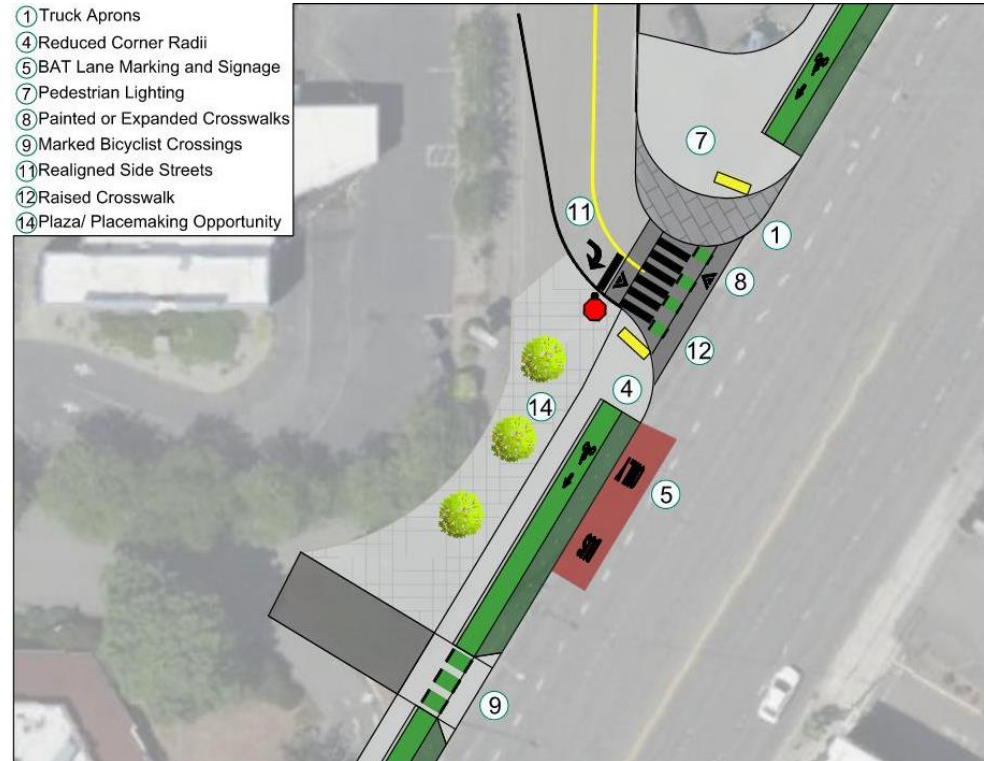 1 Truck Aprons
4 Reduced Corner Radii
5 BAT Lane Marking and Signage
7 Pedestrian Lighting
8 Painted or Expanded Crosswalks
9 Marked Bicyclist Crossings
11 Realigned Side Streets
12 Raised Crosswalk
14 Plaza/ Placemaking Opportunity
7
11
1
8
12
4
14
5
9